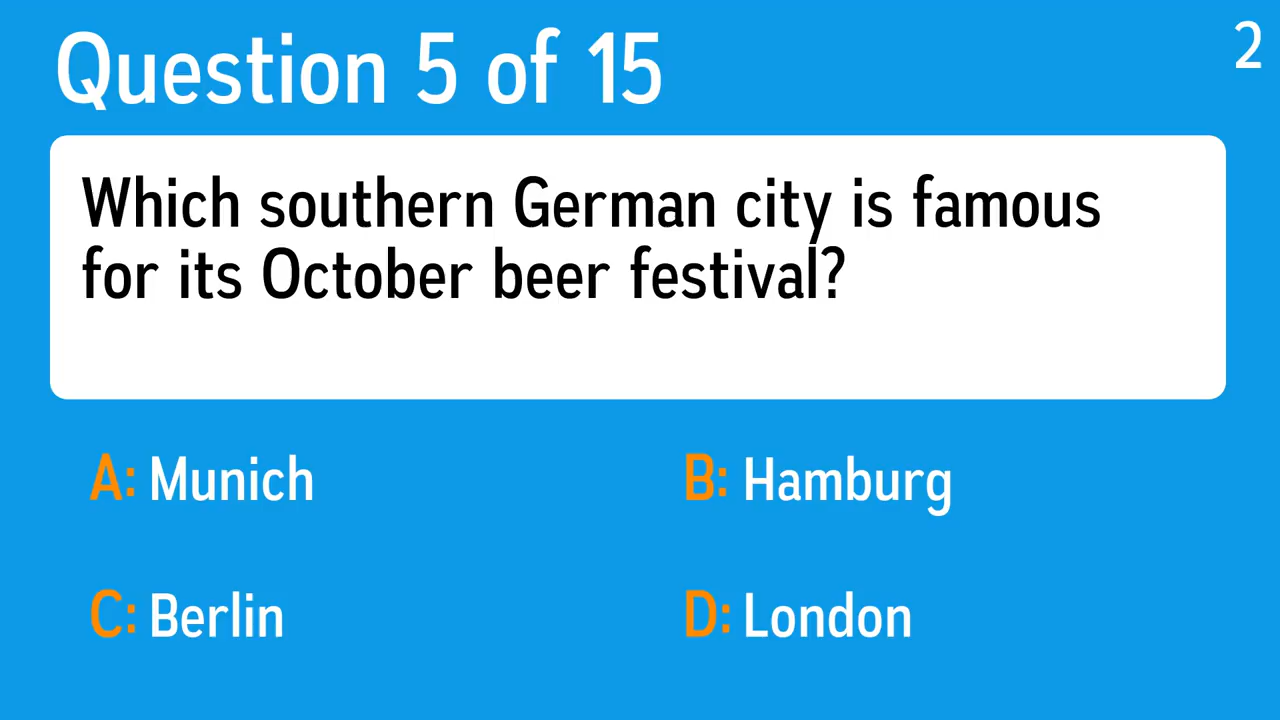 Question 5 of 15
2
Which southern German city is famous
for its October beer festival?
A: Munich
B: Hamburg
C: Berlin
D: London